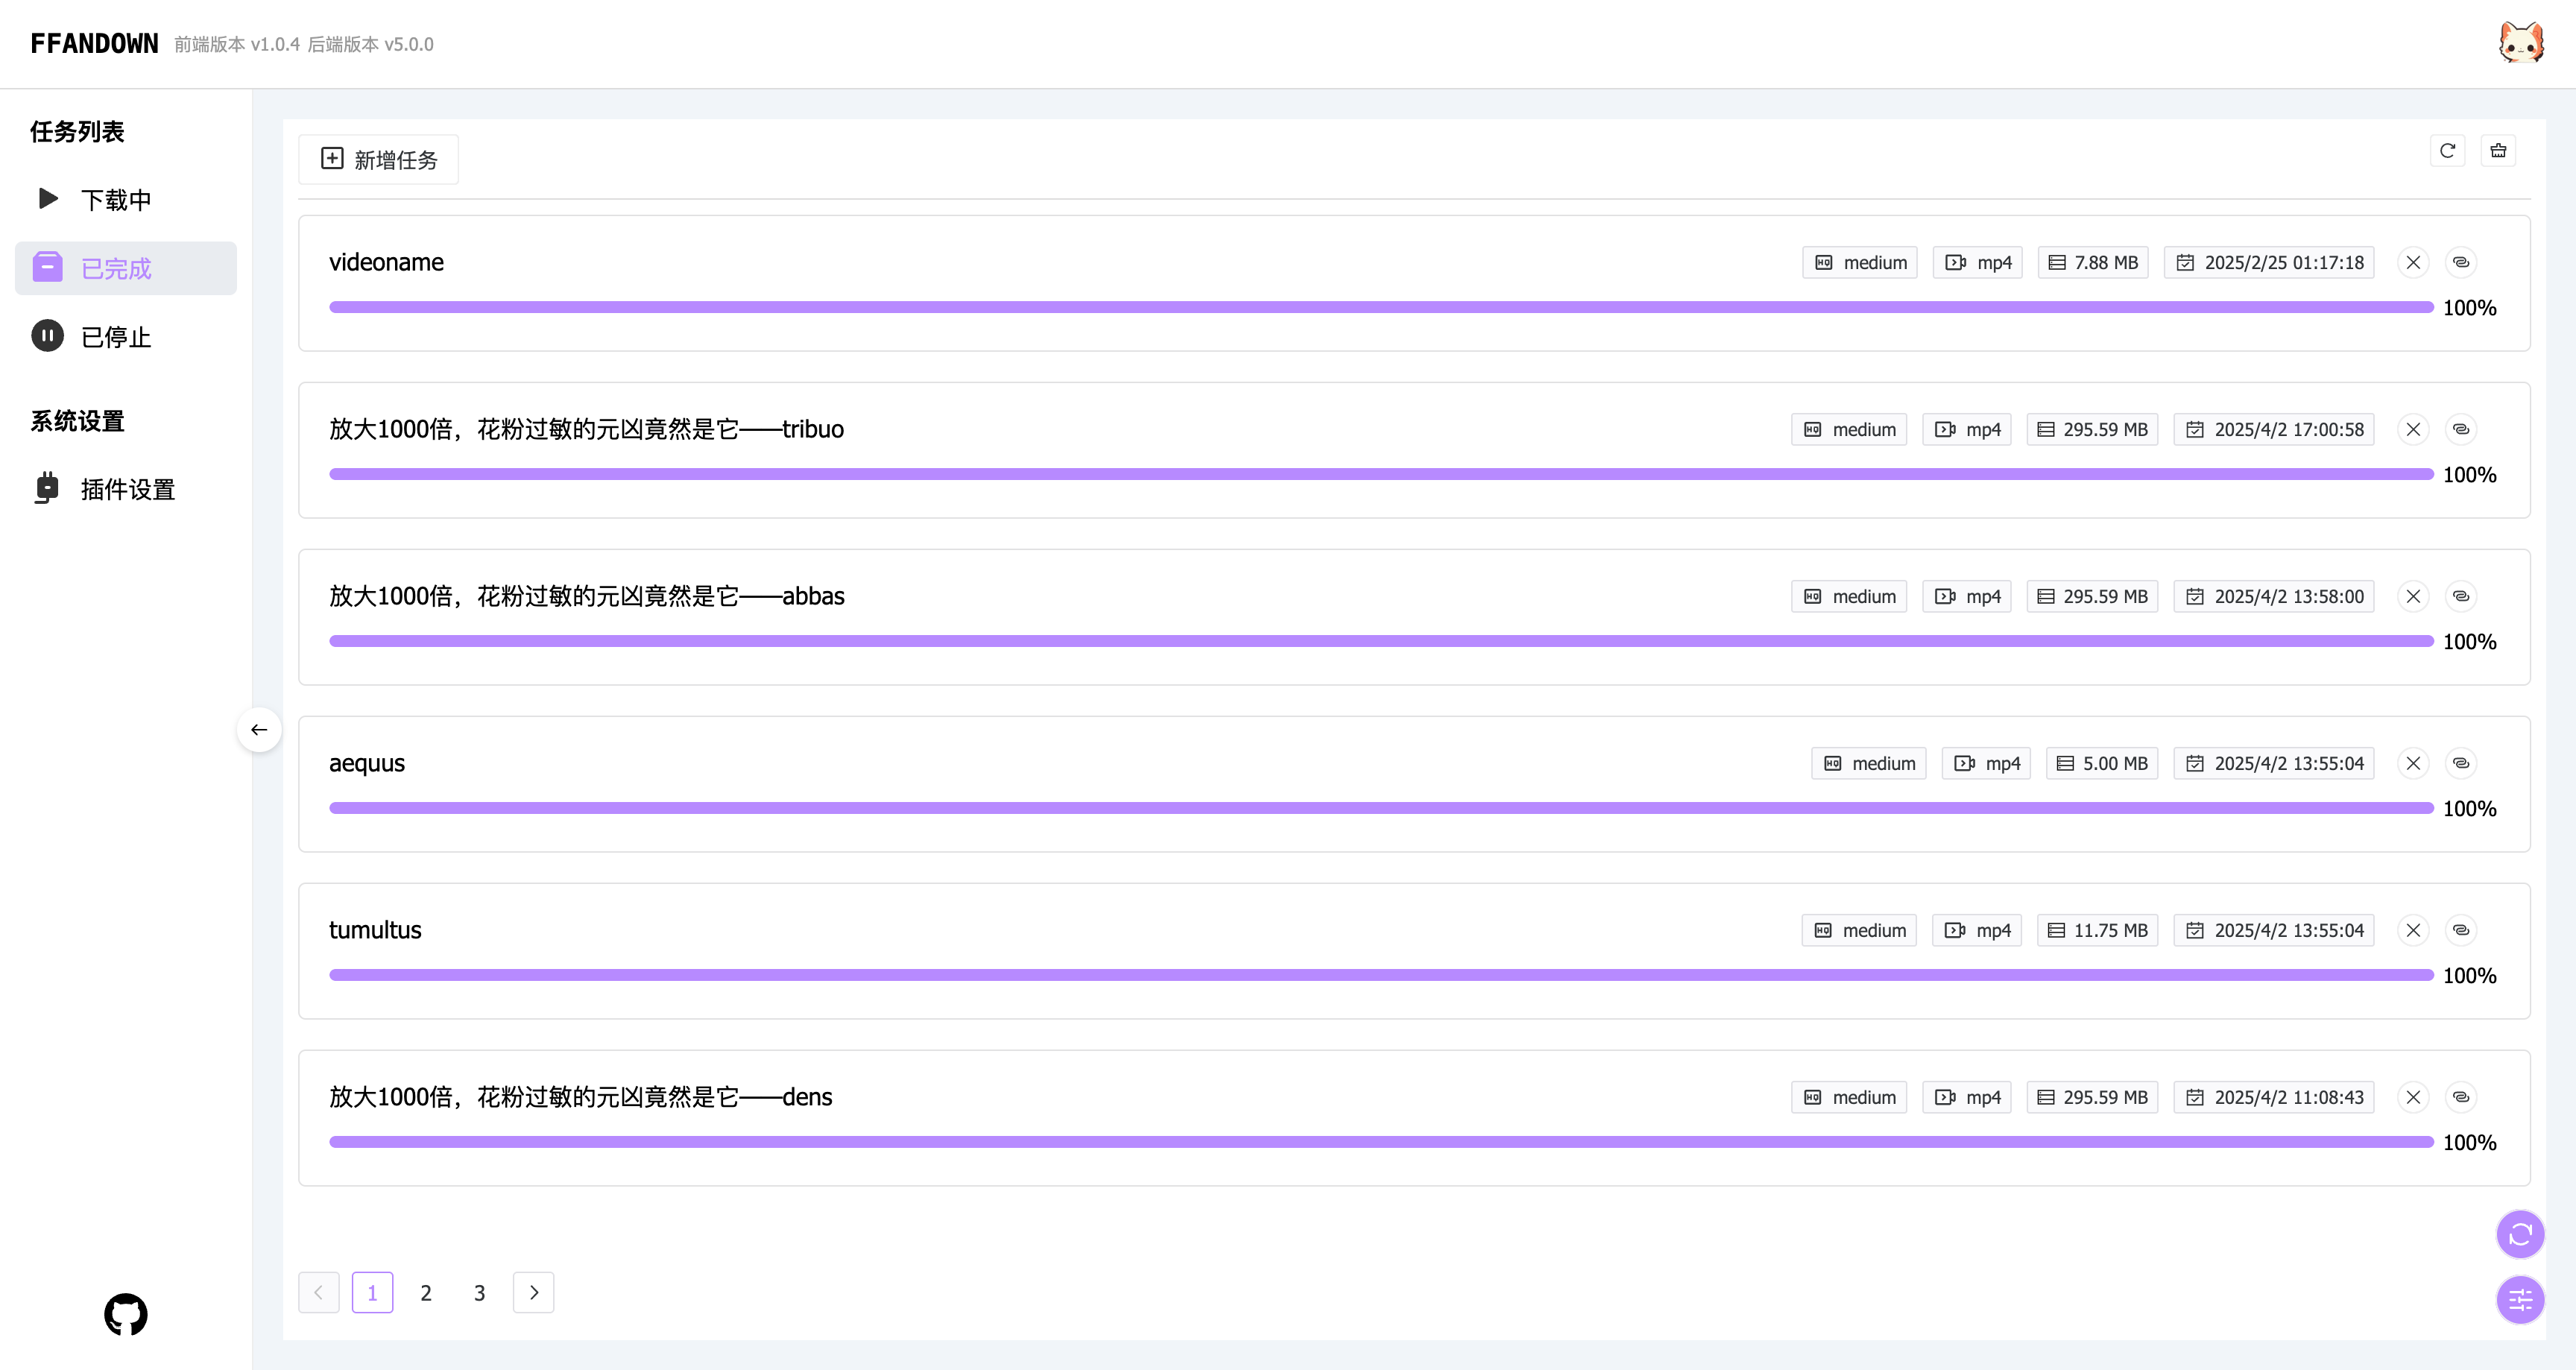 FFANDOWN 前端版本 v1.0.4 后端版本 v5.0.0
任务列表
下载中
已完成
已停止
系统设置
插件设置
新增任务
videoname HQ medium mp4 7.88 MB 2025/2/25 01:17:18
100%
放大1000倍，花粉过敏的元凶竟然是它——tribuo HQ medium mp4 295.59 MB 2025/4/2 17:00:58
100%
放大1000倍，花粉过敏的元凶竟然是它——abbas HQ medium mp4 295.59 MB 2025/4/2 13:58:00
100%
aequus HQ medium mp4 5.00 MB 2025/4/2 13:55:04
100%
tumultus HQ medium mp4 11.75 MB 2025/4/2 13:55:04
100%
放大1000倍，花粉过敏的元凶竟然是它——dens HQ medium mp4 295.59 MB 2025/4/2 11:08:43
100%
1 2 3